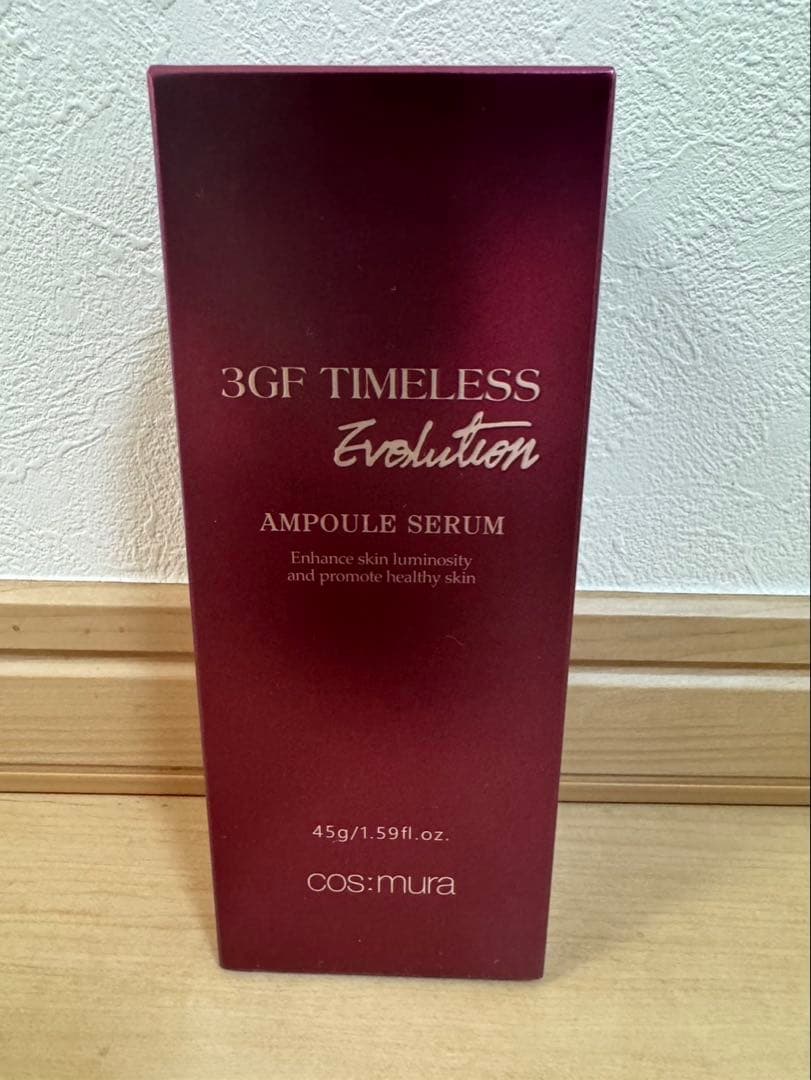 3GF TIMELESS
Evolution
AMPOULE SERUM
Enhance skin luminosity
and promote healthy skin
45g/1.59fl.oz.
cos:mura